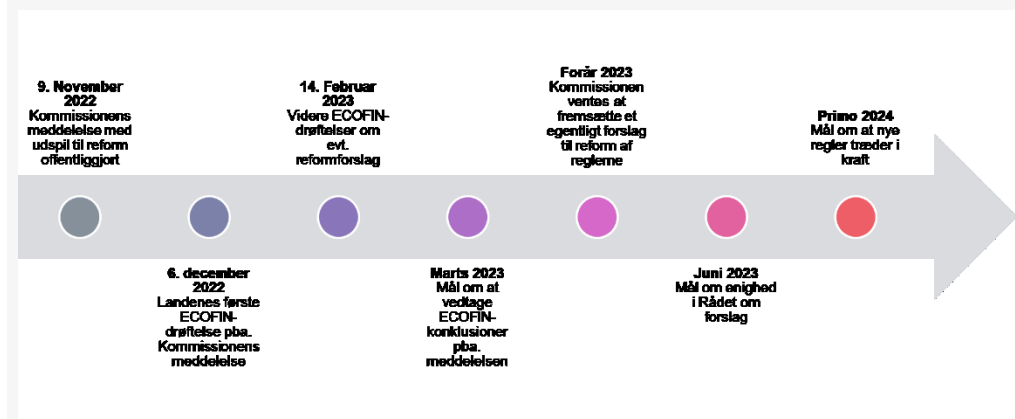 9. November
2022
Kommissionens
meddelelse med
udspil til reform
offentliggjort
6. december
2022
Landenes første
ECOFIN-
drøftelse pba.
Kommissionens
meddelelse
14. Februar
2023
Videre ECOFIN-
drøftelser om
evt.
reformforslag
Marts 2023
Mål om at
vedtage
ECOFIN-
konklusioner
pba.
meddelelsen
Forår 2023
Kommissionen
ventes at
fremsætte et
egentligt forslag
til reform af
reglerne
Juni 2023
Mål om enighed
i Rådet om
forslag
Primo 2024
Mål om at nye
regler træder i
kraft